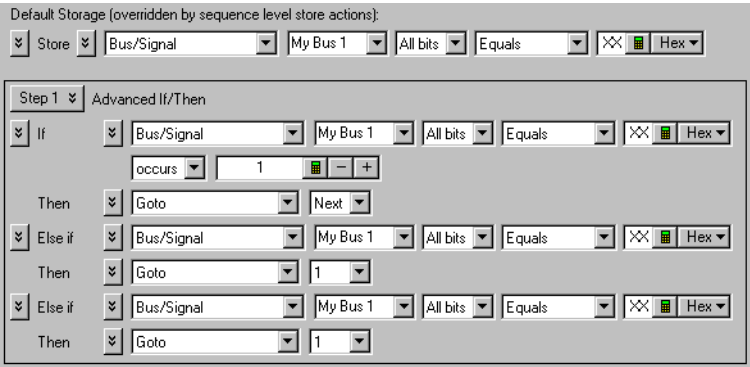 Default Storage (overridden by sequence level store actions):
Store Bus/Signal My Bus 1 All bits Equals XX Hex
Step 1 Advanced If/Then
If Bus/Signal My Bus 1 All bits Equals XX Hex
occurs 1 − +
Then Goto Next
Else if Bus/Signal My Bus 1 All bits Equals XX Hex
Then Goto 1
Else if Bus/Signal My Bus 1 All bits Equals XX Hex
Then Goto 1